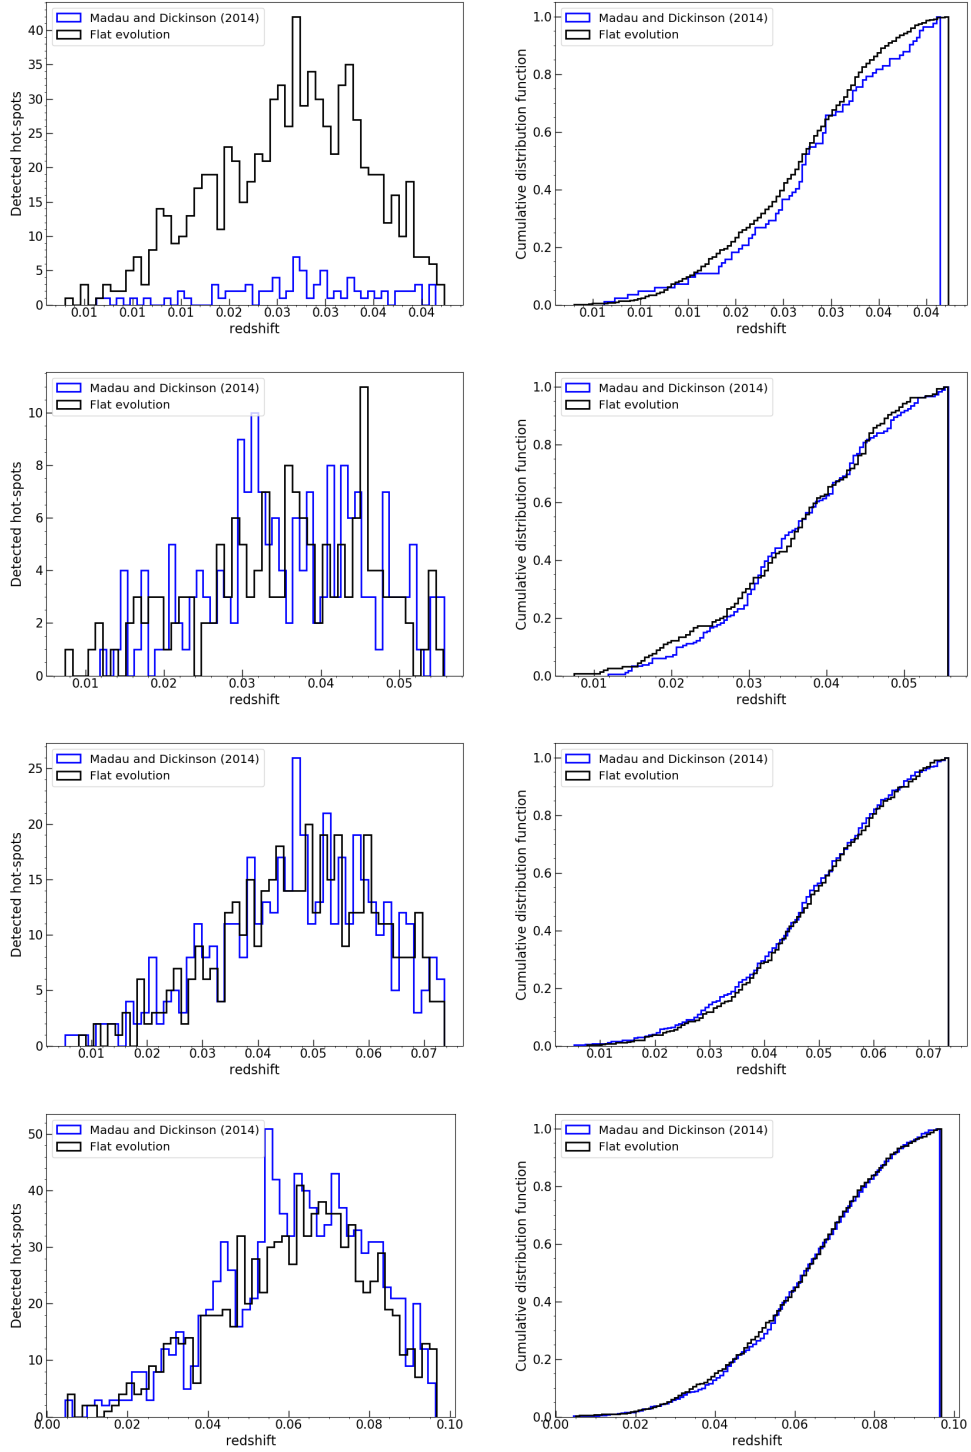 Madau and Dickinson (2014)
Flat evolution
Detected hot-spots
40
35
30
25
20
15
10
5
0
0.01 0.01 0.01 0.02 0.03 0.03 0.04 0.04
redshift
Madau and Dickinson (2014)
Flat evolution
Cumulative distribution function
1.0
0.8
0.6
0.4
0.2
0.0
0.01 0.01 0.01 0.02 0.03 0.03 0.04 0.04
redshift
Madau and Dickinson (2014)
Flat evolution
Detected hot-spots
10
8
6
4
2
0
0.01 0.02 0.03 0.04 0.05
redshift
Madau and Dickinson (2014)
Flat evolution
Cumulative distribution function
1.0
0.8
0.6
0.4
0.2
0.0
0.01 0.02 0.03 0.04 0.05
redshift
Madau and Dickinson (2014)
Flat evolution
Detected hot-spots
25
20
15
10
5
0
0.01 0.02 0.03 0.04 0.05 0.06 0.07
redshift
Madau and Dickinson (2014)
Flat evolution
Cumulative distribution function
1.0
0.8
0.6
0.4
0.2
0.0
0.01 0.02 0.03 0.04 0.05 0.06 0.07
redshift
Madau and Dickinson (2014)
Flat evolution
Detected hot-spots
50
40
30
20
10
0
0.00 0.02 0.04 0.06 0.08 0.10
redshift
Madau and Dickinson (2014)
Flat evolution
Cumulative distribution function
1.0
0.8
0.6
0.4
0.2
0.0
0.00 0.02 0.04 0.06 0.08 0.10
redshift